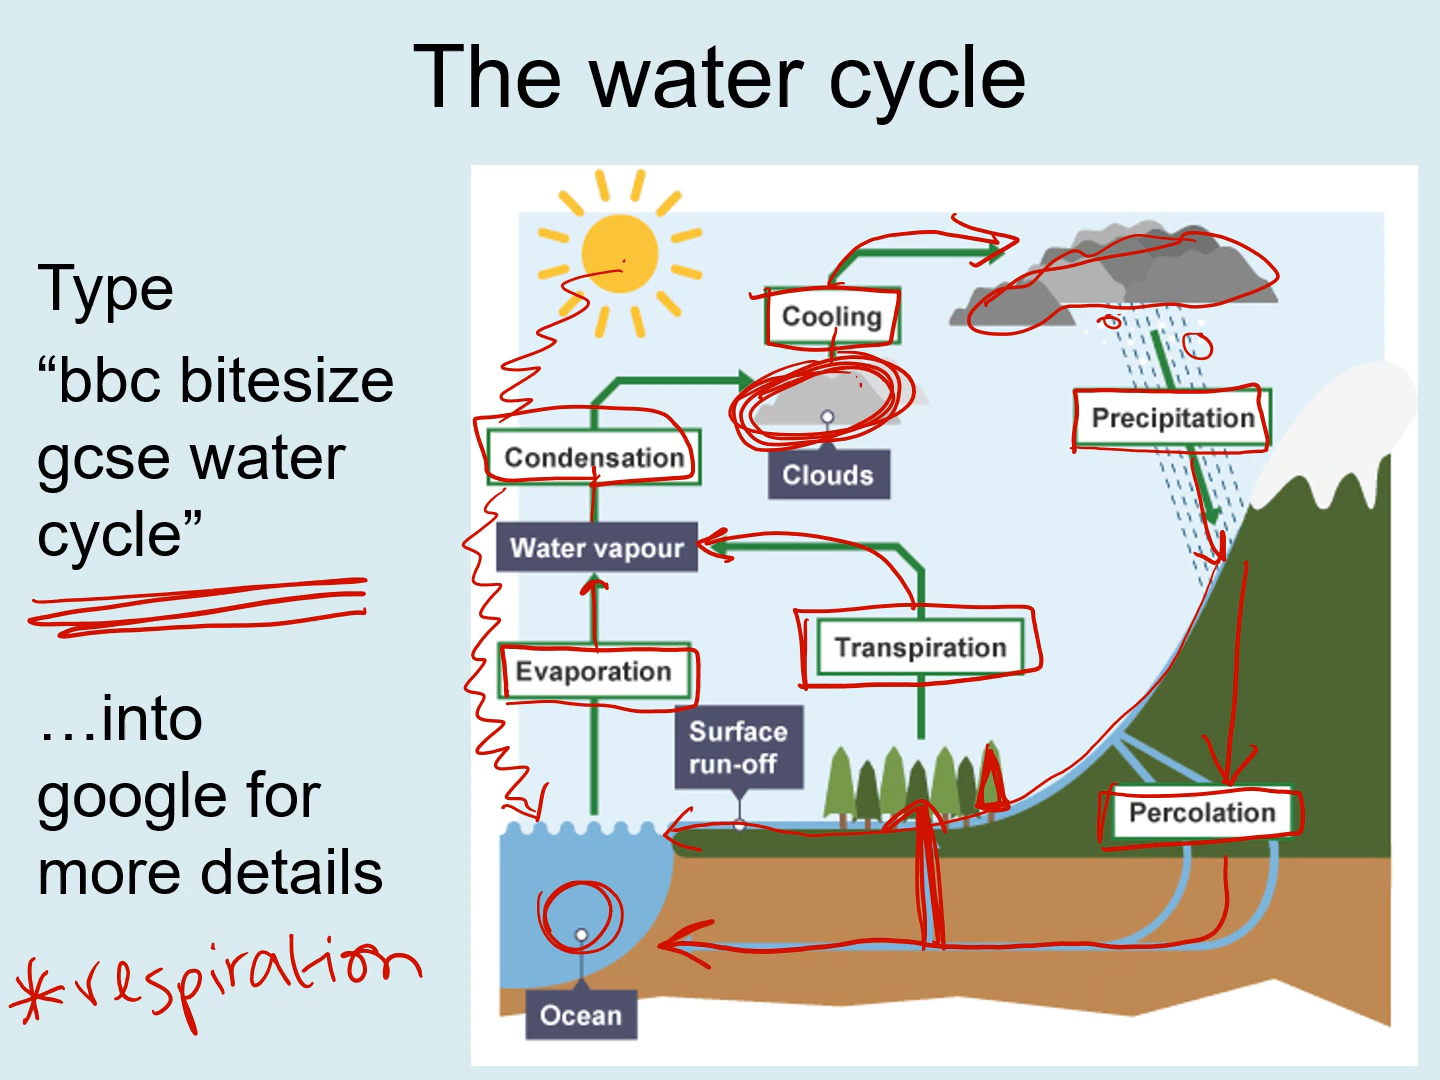 The water cycle
Type
“bbc bitesize
gcse water
cycle”
…into
google for
more details
*respiration
Cooling
Condensation
Clouds
Precipitation
Water vapour
Evaporation
Transpiration
Surface
run-off
Percolation
Ocean